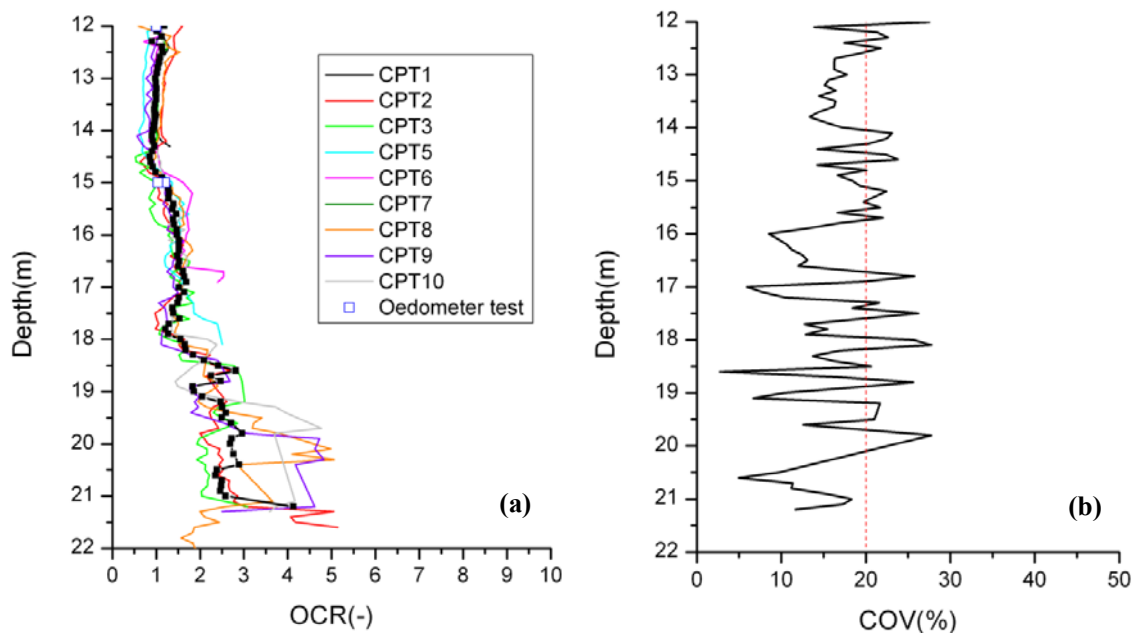 12
13
14
15
16
17
18
19
20
21
22
Depth(m)
0 1 2 3 4 5 6 7 8 9 10
OCR(-)
CPT1
CPT2
CPT3
CPT5
CPT6
CPT7
CPT8
CPT9
CPT10
Oedometer test
(a)
12
13
14
15
16
17
18
19
20
21
22
Depth(m)
0 10 20 30 40 50
COV(%)
(b)